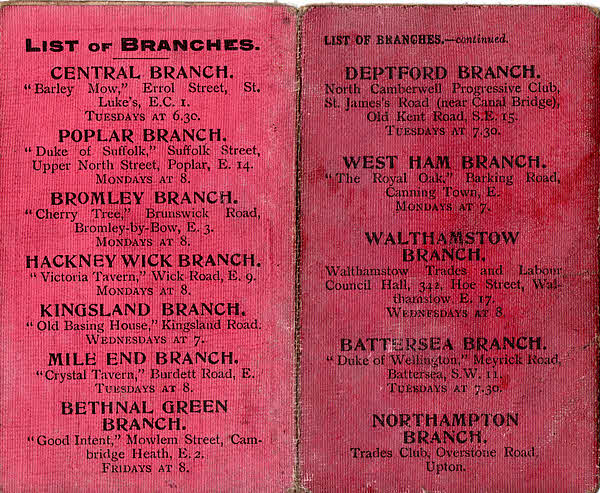 LIST OF BRANCHES.
CENTRAL BRANCH.
"Barley Mow," Errol Street, St.
Luke's, E.C. 1.
TUESDAYS AT 6.30.
POPLAR BRANCH.
"Duke of Suffolk," Suffolk Street,
Upper North Street, Poplar, E. 14.
MONDAYS AT 8.
BROMLEY BRANCH.
"Cherry Tree," Brunswick Road,
Bromley-by-Bow, E. 3.
MONDAYS AT 8.
HACKNEY WICK BRANCH.
"Victoria Tavern," Wick Road, E. 9.
MONDAYS AT 8.
KINGSLAND BRANCH.
"Old Basing House," Kingsland Road.
WEDNESDAYS AT 7.
MILE END BRANCH.
"Crystal Tavern," Burdett Road, E.
TUESDAYS AT 8.
BETHNAL GREEN
BRANCH.
"Good Intent," Mowlem Street, Cam-
bridge Heath, E. 2.
FRIDAYS AT 8.
LIST OF BRANCHES.—continued.
DEPTFORD BRANCH.
North Camberwell Progressive Club,
St. James's Road (near Canal Bridge),
Old Kent Road, S.E. 15.
TUESDAYS AT 7.30.
WEST HAM BRANCH.
"The Royal Oak," Barking Road,
Canning Town, E.
MONDAYS AT 7.
WALTHAMSTOW
BRANCH.
Walthamstow Trades and Labour
Council Hall, 342, Hoe Street, Wal-
thamstow, E. 17.
WEDNESDAYS AT 8.
BATTERSEA BRANCH.
"Duke of Wellington," Meyrick Road,
Battersea, S.W. 11.
TUESDAYS AT 7.30.
NORTHAMPTON
BRANCH.
Trades Club, Overstone Road,
Upton.